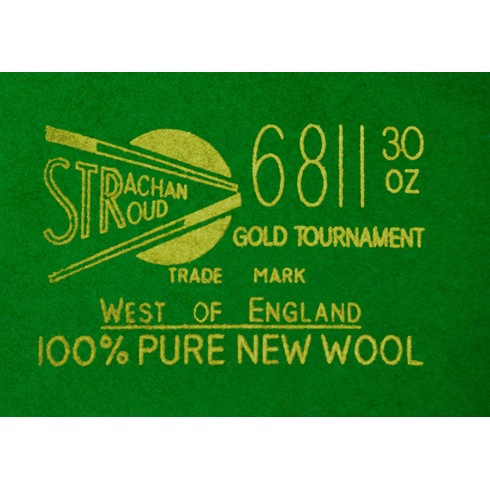 STRACHAN
STROUD
6811 30 OZ
GOLD TOURNAMENT
TRADE MARK
WEST OF ENGLAND
100% PURE NEW WOOL